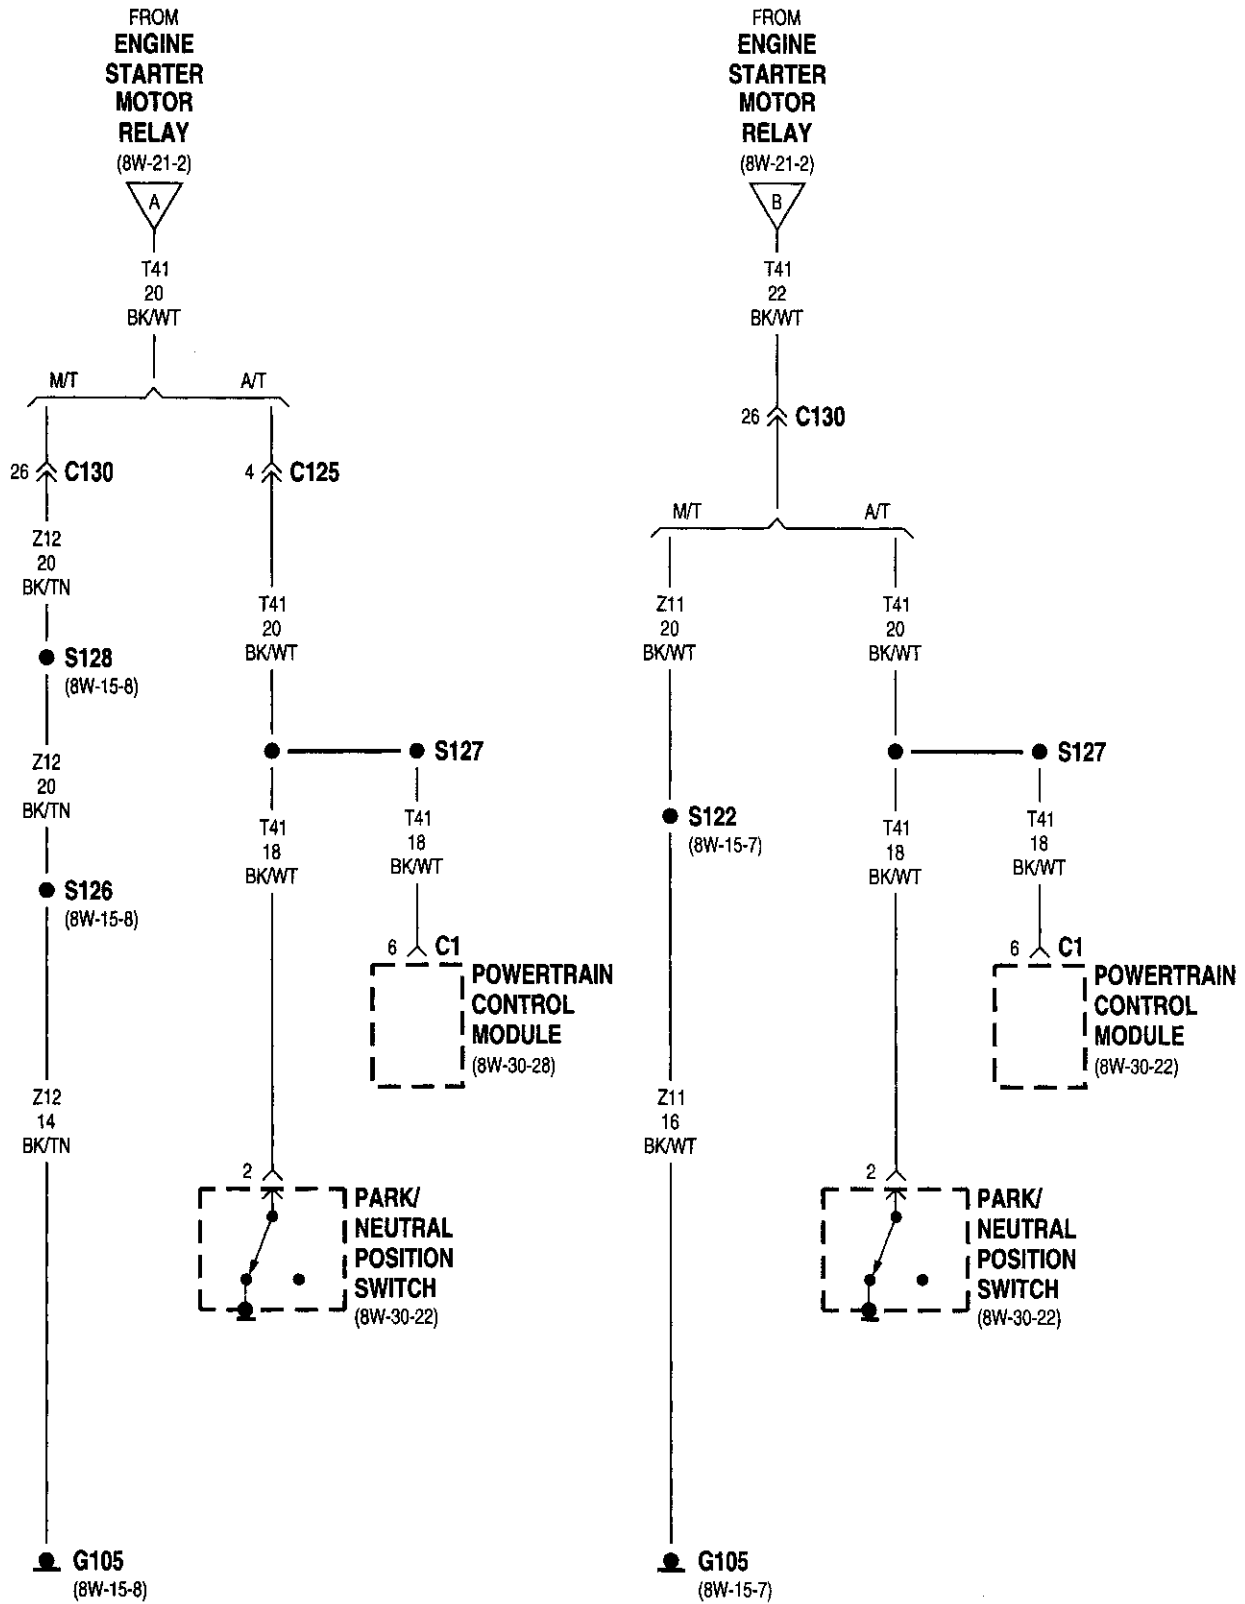 FROM
ENGINE
STARTER
MOTOR
RELAY
(8W-21-2)
A
T41
20
BK/WT
M/T
A/T
26
C130
4
C125
Z12
20
BK/TN
T41
20
BK/WT
S128
(8W-15-8)
S127
Z12
20
BK/TN
T41
18
BK/WT
T41
18
BK/WT
S126
(8W-15-8)
6
C1
POWERTRAIN
CONTROL
MODULE
(8W-30-28)
Z12
14
BK/TN
2
PARK/
NEUTRAL
POSITION
SWITCH
(8W-30-22)
G105
(8W-15-8)
FROM
ENGINE
STARTER
MOTOR
RELAY
(8W-21-2)
B
T41
22
BK/WT
26
C130
M/T
A/T
Z11
20
BK/WT
T41
20
BK/WT
S127
S122
(8W-15-7)
T41
18
BK/WT
T41
18
BK/WT
6
C1
POWERTRAIN
CONTROL
MODULE
(8W-30-22)
Z11
16
BK/WT
2
PARK/
NEUTRAL
POSITION
SWITCH
(8W-30-22)
G105
(8W-15-7)